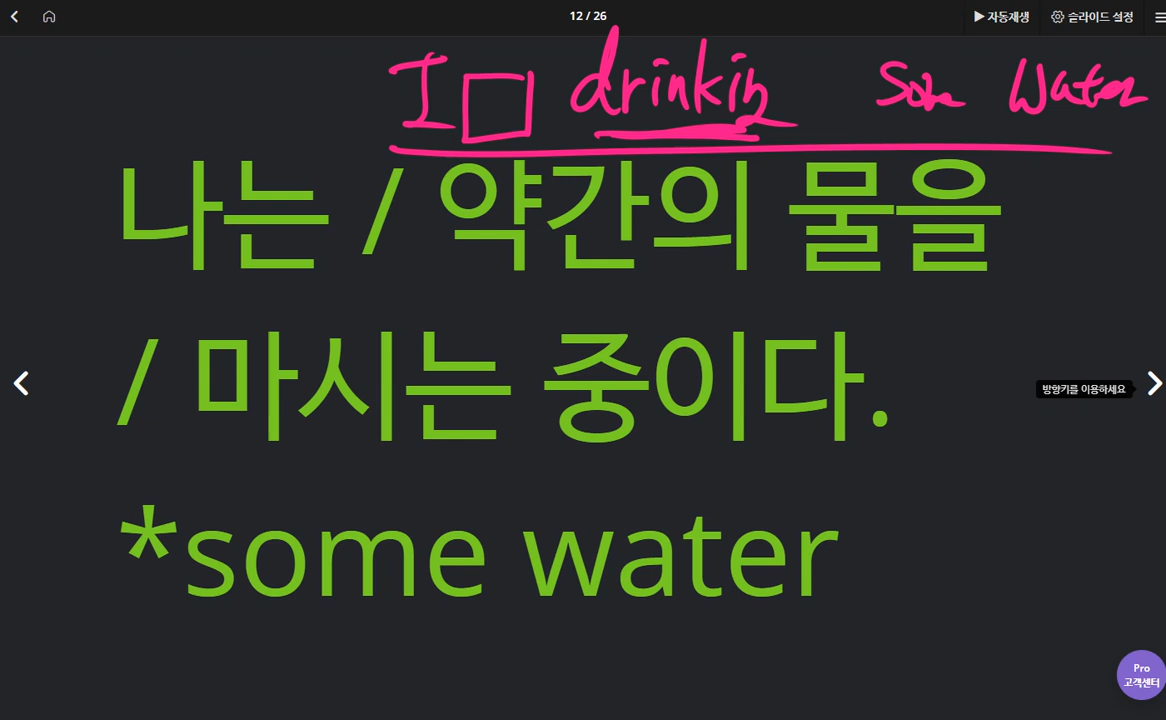 12 / 26
자동재생
슬라이드 설정
I □ drinking water
나는 / 약간의 물을
/ 마시는 중이다.
방향키를 이용하세요
*some water
Pro
고객센터